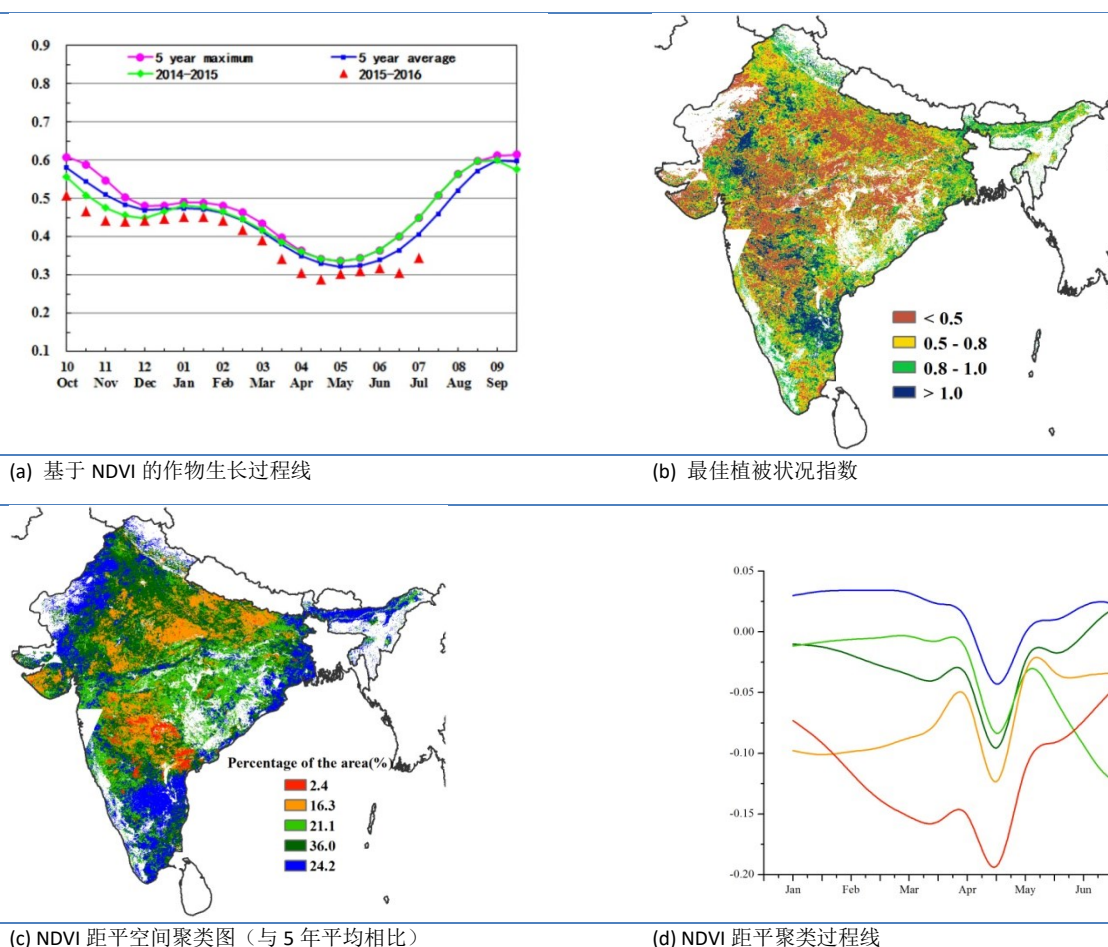 0.9
0.8
0.7
0.6
0.5
0.4
0.3
0.2
0.1
5 year maximum 5 year average
2014-2015 2015-2016
10 11 12 01 02 03 04 05 06 07 08 09
Oct Nov Dec Jan Feb Mar Apr May Jun Jul Aug Sep
< 0.5
0.5 - 0.8
0.8 - 1.0
> 1.0
(a) 基于 NDVI 的作物生长过程线
(b) 最佳植被状况指数
Percentage of the area(%)
2.4
16.3
21.1
36.0
24.2
0.05
0.00
-0.05
-0.10
-0.15
-0.20
Jan Feb Mar Apr May Jun
(c) NDVI 距平空间聚类图（与 5 年平均相比）
(d) NDVI 距平聚类过程线